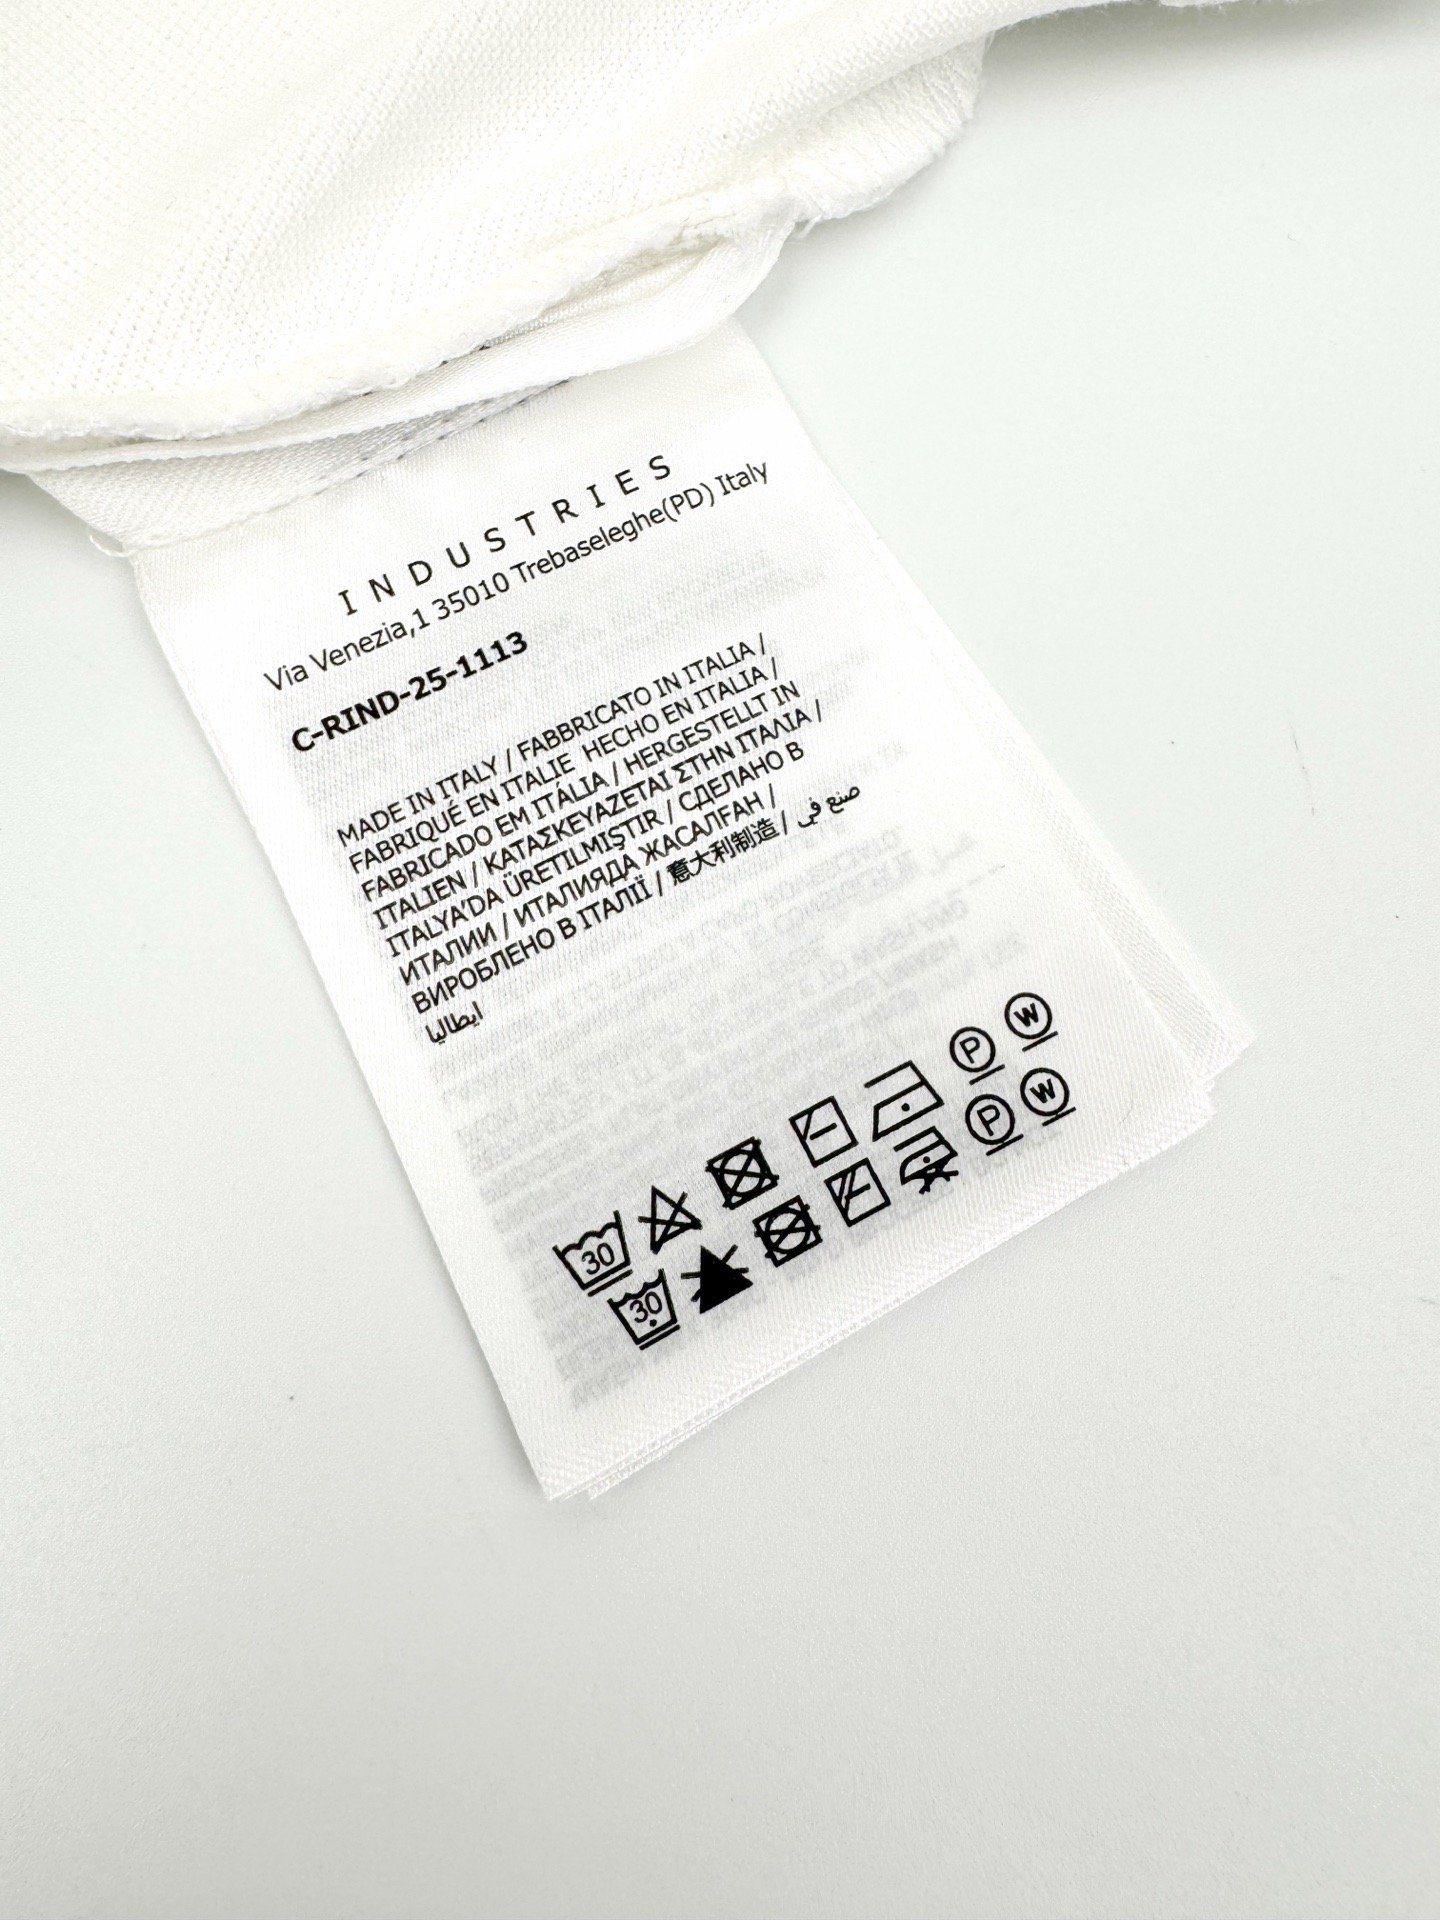 INDUSTRIES
Via Venezia,1 35010 Trebaseleghe(PD) Italy
C-RIND-25-1113
MADE IN ITALY / FABBRICATO IN ITALIA /
FABRIQUÉ EN ITALIE HECHO EN ITALIA /
FABRICADO EM ITÁLIA / HERGESTELLT IN
ITALIEN / ΚΑΤΑΣΚΕΥΑΖΕΤΑΙ ΣΤΗΝ ΙΤΑΛΙΑ /
ITALYA'DA ÜRETILMIŞTIR / СДЕЛАНО В
ИТАЛИИ / ИТАЛИЯДА ЖАСАЛҒАН /
ВИРОБЛЕНО В ІТАЛІЇ / 意大利制造 / صنع في
ايطاليا
30 P W
30 P W